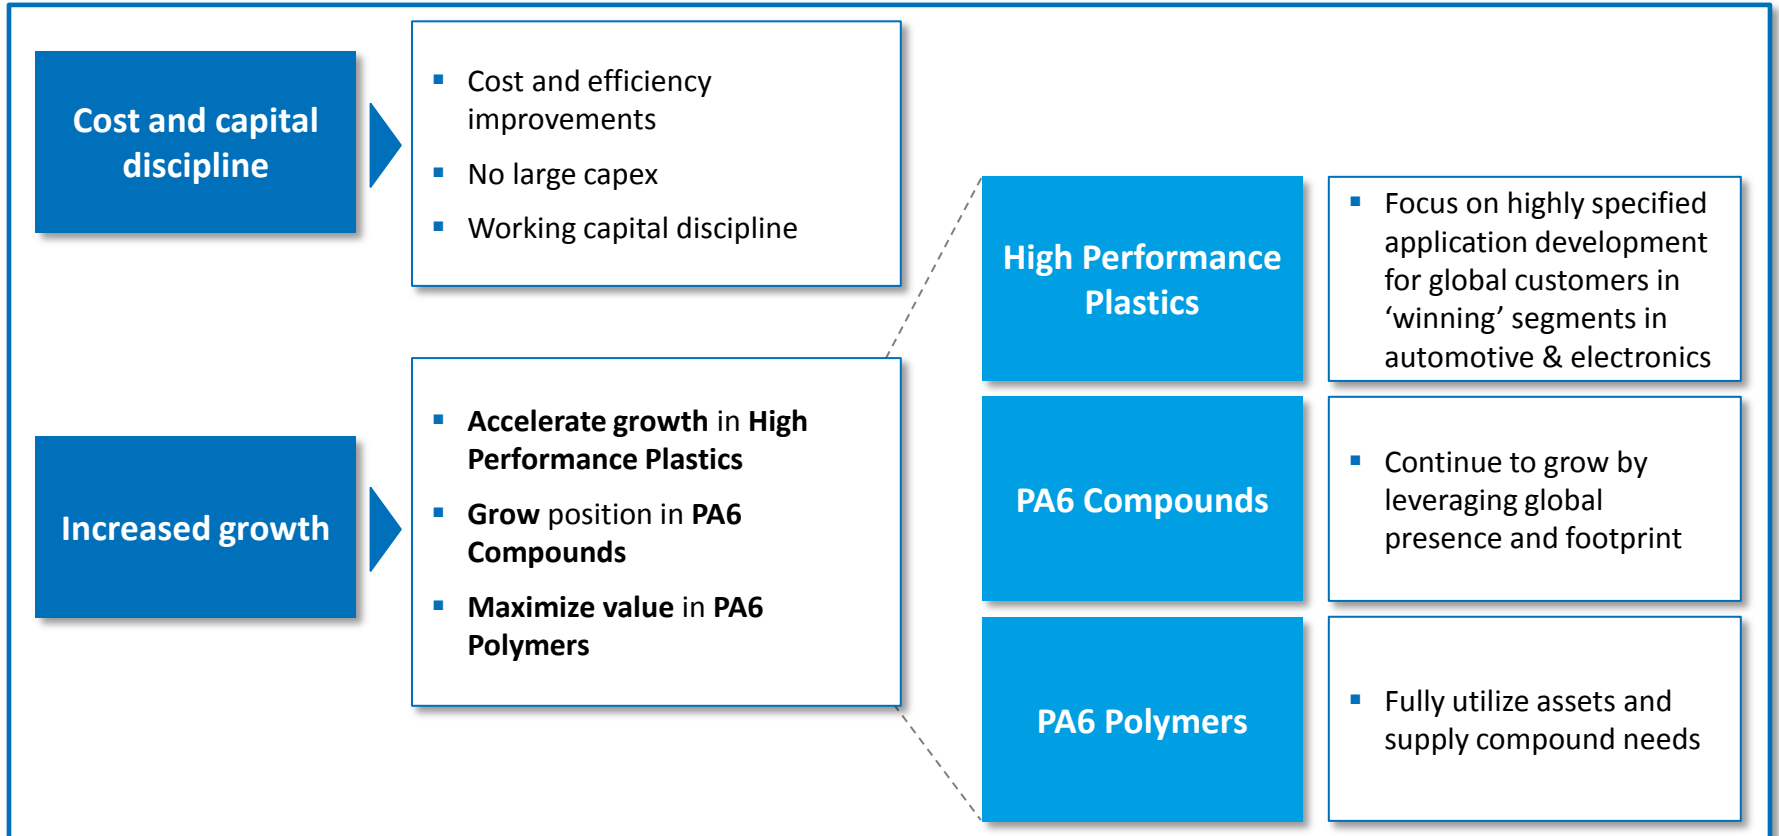 Cost and capital
discipline
▪ Cost and efficiency
improvements
▪ No large capex
▪ Working capital discipline
Increased growth
▪ Accelerate growth in High
Performance Plastics
▪ Grow position in PA6
Compounds
▪ Maximize value in PA6
Polymers
High Performance
Plastics
▪ Focus on highly specified
application development
for global customers in
‘winning’ segments in
automotive & electronics
PA6 Compounds
▪ Continue to grow by
leveraging global
presence and footprint
PA6 Polymers
▪ Fully utilize assets and
supply compound needs